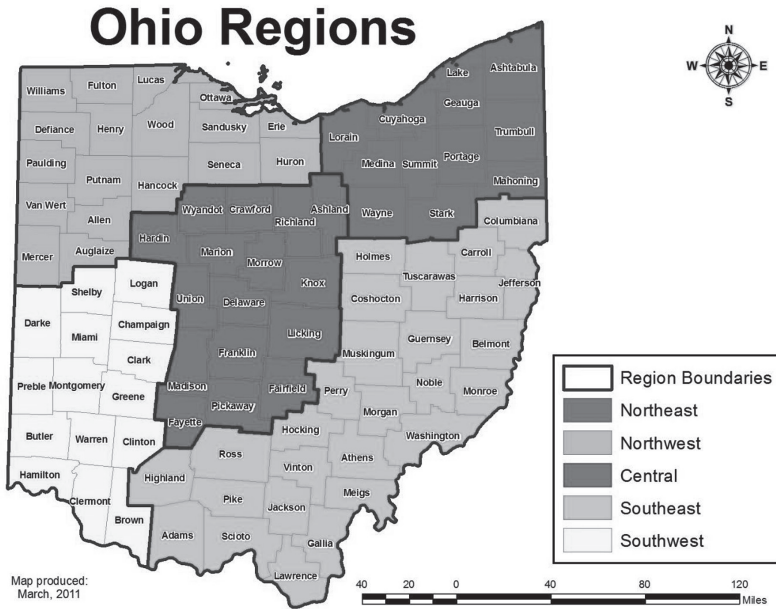 Ohio Regions
N
W E
S
Williams Fulton Lucas Ottawa
Defiance Henry Wood Sandusky Erie
Paulding Putnam Hancock Seneca Huron
Van Wert Allen
Mercer Auglaize
Lake Ashtabula
Cuyahoga Geauga
Lorain Trumbull
Medina Summit Portage
Mahoning
Wayne Stark
Wyandot Crawford Richland Ashland
Hardin Marion Morrow
Union Delaware Knox
Licking
Franklin
Madison Pickaway Fairfield
Fayette
Columbiana
Holmes Carroll
Tuscarawas Jefferson
Coshocton Harrison
Guernsey Belmont
Muskingum
Perry Noble Monroe
Morgan
Washington
Hocking
Ross Athens
Highland Vinton
Pike Meigs
Jackson
Adams Scioto Gallia
Lawrence
Shelby Logan
Darke Miami Champaign
Clark
Preble Montgomery Greene
Butler Warren Clinton
Hamilton Clermont
Brown
Region Boundaries
Northeast
Northwest
Central
Southeast
Southwest
Map produced:
March, 2011
40 20 0 40 80 120
Miles